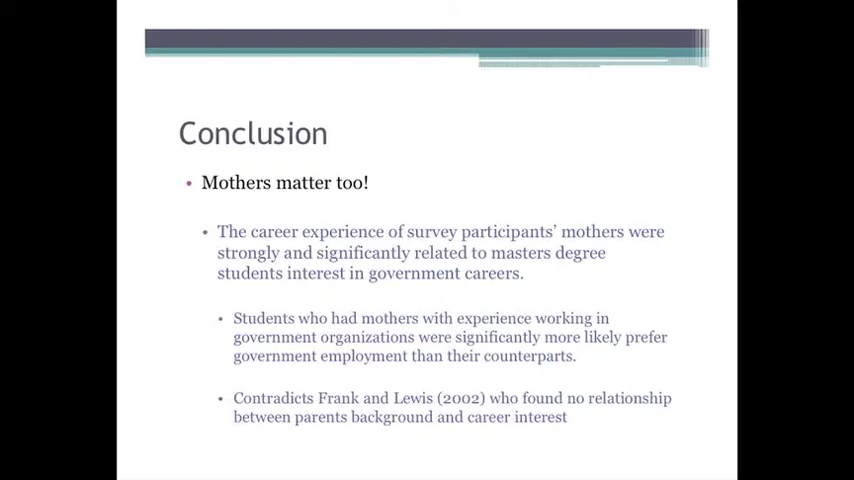 Conclusion
• Mothers matter too!
• The career experience of survey participants’ mothers were
strongly and significantly related to masters degree
students interest in government careers.
• Students who had mothers with experience working in
government organizations were significantly more likely prefer
government employment than their counterparts.
• Contradicts Frank and Lewis (2002) who found no relationship
between parents background and career interest